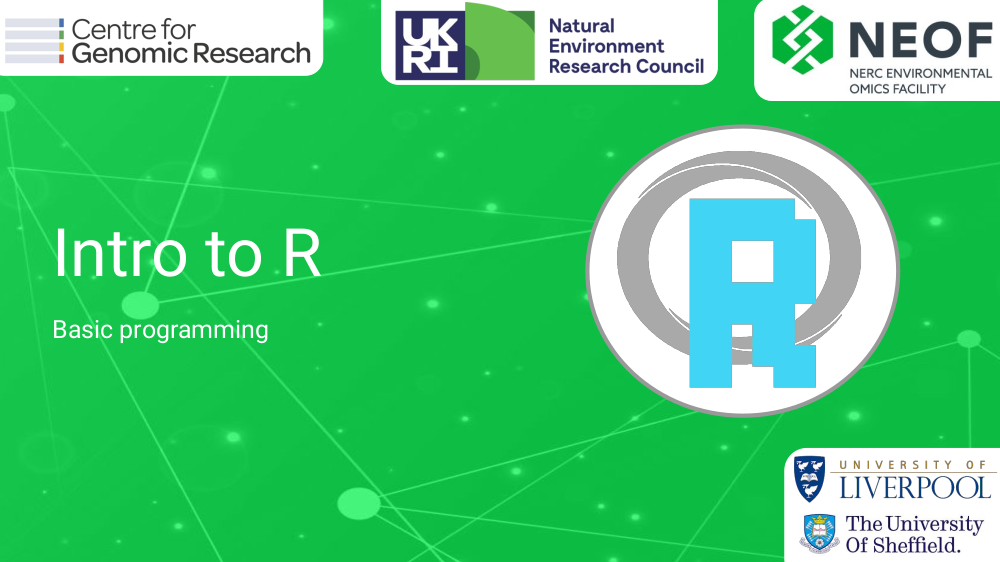 Centre for
Genomic Research
UK
RI
Natural
Environment
Research Council
NEOF
NERC ENVIRONMENTAL
OMICS FACILITY
Intro to R
Basic programming
R
UNIVERSITY OF
LIVERPOOL
The University
Of Sheffield.